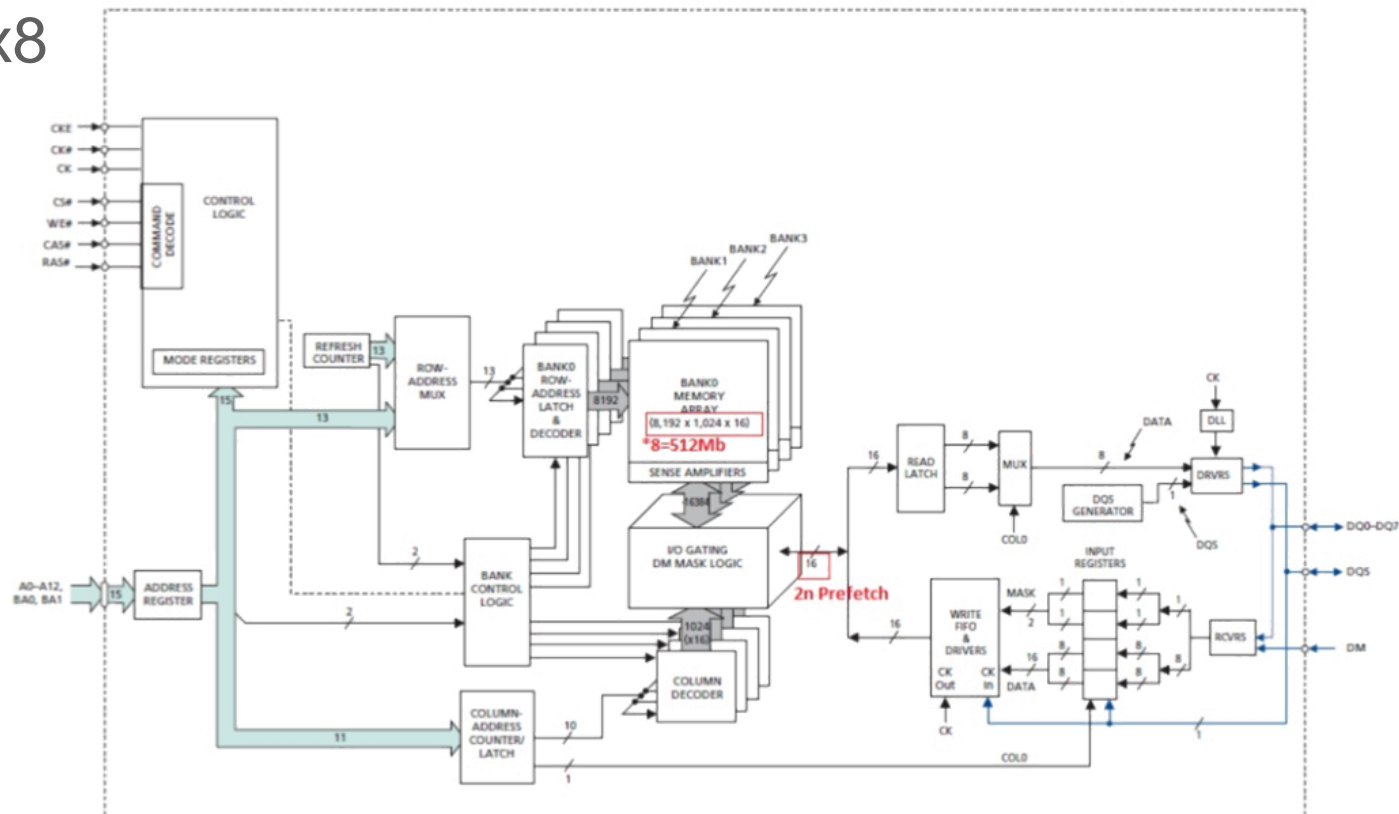 x8
CKE
CK#
CK
CS#
WE#
CAS#
RAS#
COMMAND
DECODE
CONTROL
LOGIC
MODE REGISTERS
15
REFRESH
COUNTER
13
13
ROW-
ADDRESS
MUX
13
BANK0
ROW-
ADDRESS
LATCH
&
DECODER
8192
BANK1
BANK2
BANK3
BANK0
MEMORY
ARRAY
(8,192 x 1,024 x 16)
*8=512Mb
SENSE AMPLIFIERS
16384
I/O GATING
DM MASK LOGIC
16
2n Prefetch
1024
(x16)
COLUMN
DECODER
A0–A12,
BA0, BA1
15
ADDRESS
REGISTER
2
2
BANK
CONTROL
LOGIC
11
COLUMN-
ADDRESS
COUNTER/
LATCH
10
1
COL0
16
READ
LATCH
8
8
MUX
COL0
8
DATA
CK
DLL
DRVRS
DQS
GENERATOR
1
DQS
DQ0–DQ7
DQS
DM
INPUT
REGISTERS
16
WRITE
FIFO
&
DRIVERS
CK
Out
CK
In
CK
MASK
2
16
DATA
1
1
8
8
1
1
8
8
1
8
RCVRS
1